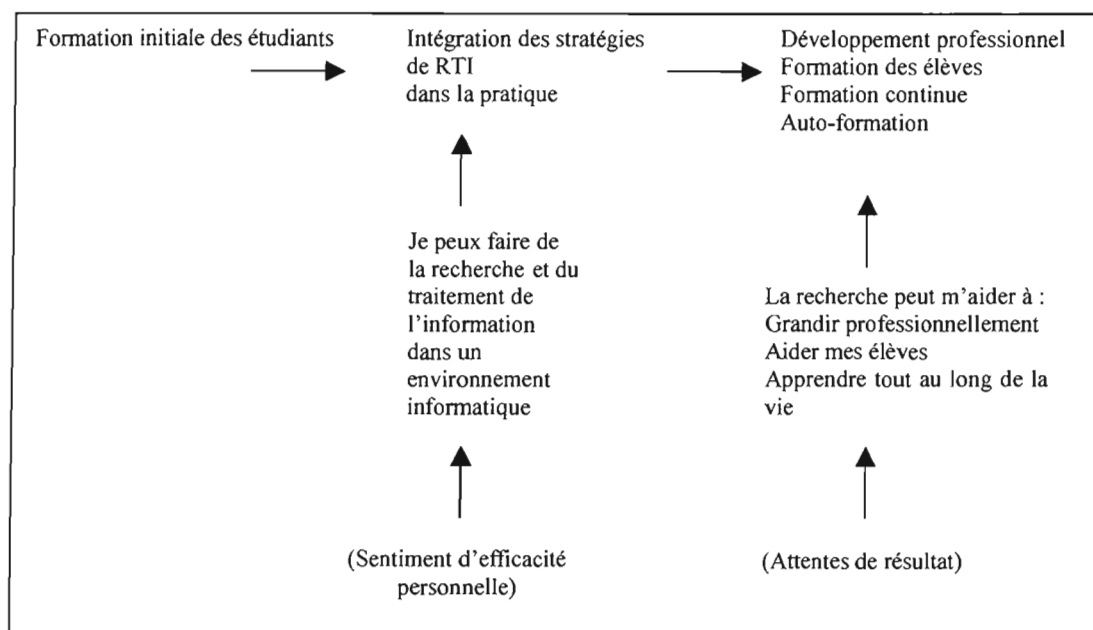 Formation initiale des étudiants
Intégration des stratégies
de RTI
dans la pratique
Développement professionnel
Formation des élèves
Formation continue
Auto-formation
Je peux faire de
la recherche et du
traitement de
l'information
dans un
environnement
informatique
La recherche peut m'aider à :
Grandir professionnellement
Aider mes élèves
Apprendre tout au long de la
vie
(Sentiment d'efficacité
personnelle)
(Attentes de résultat)